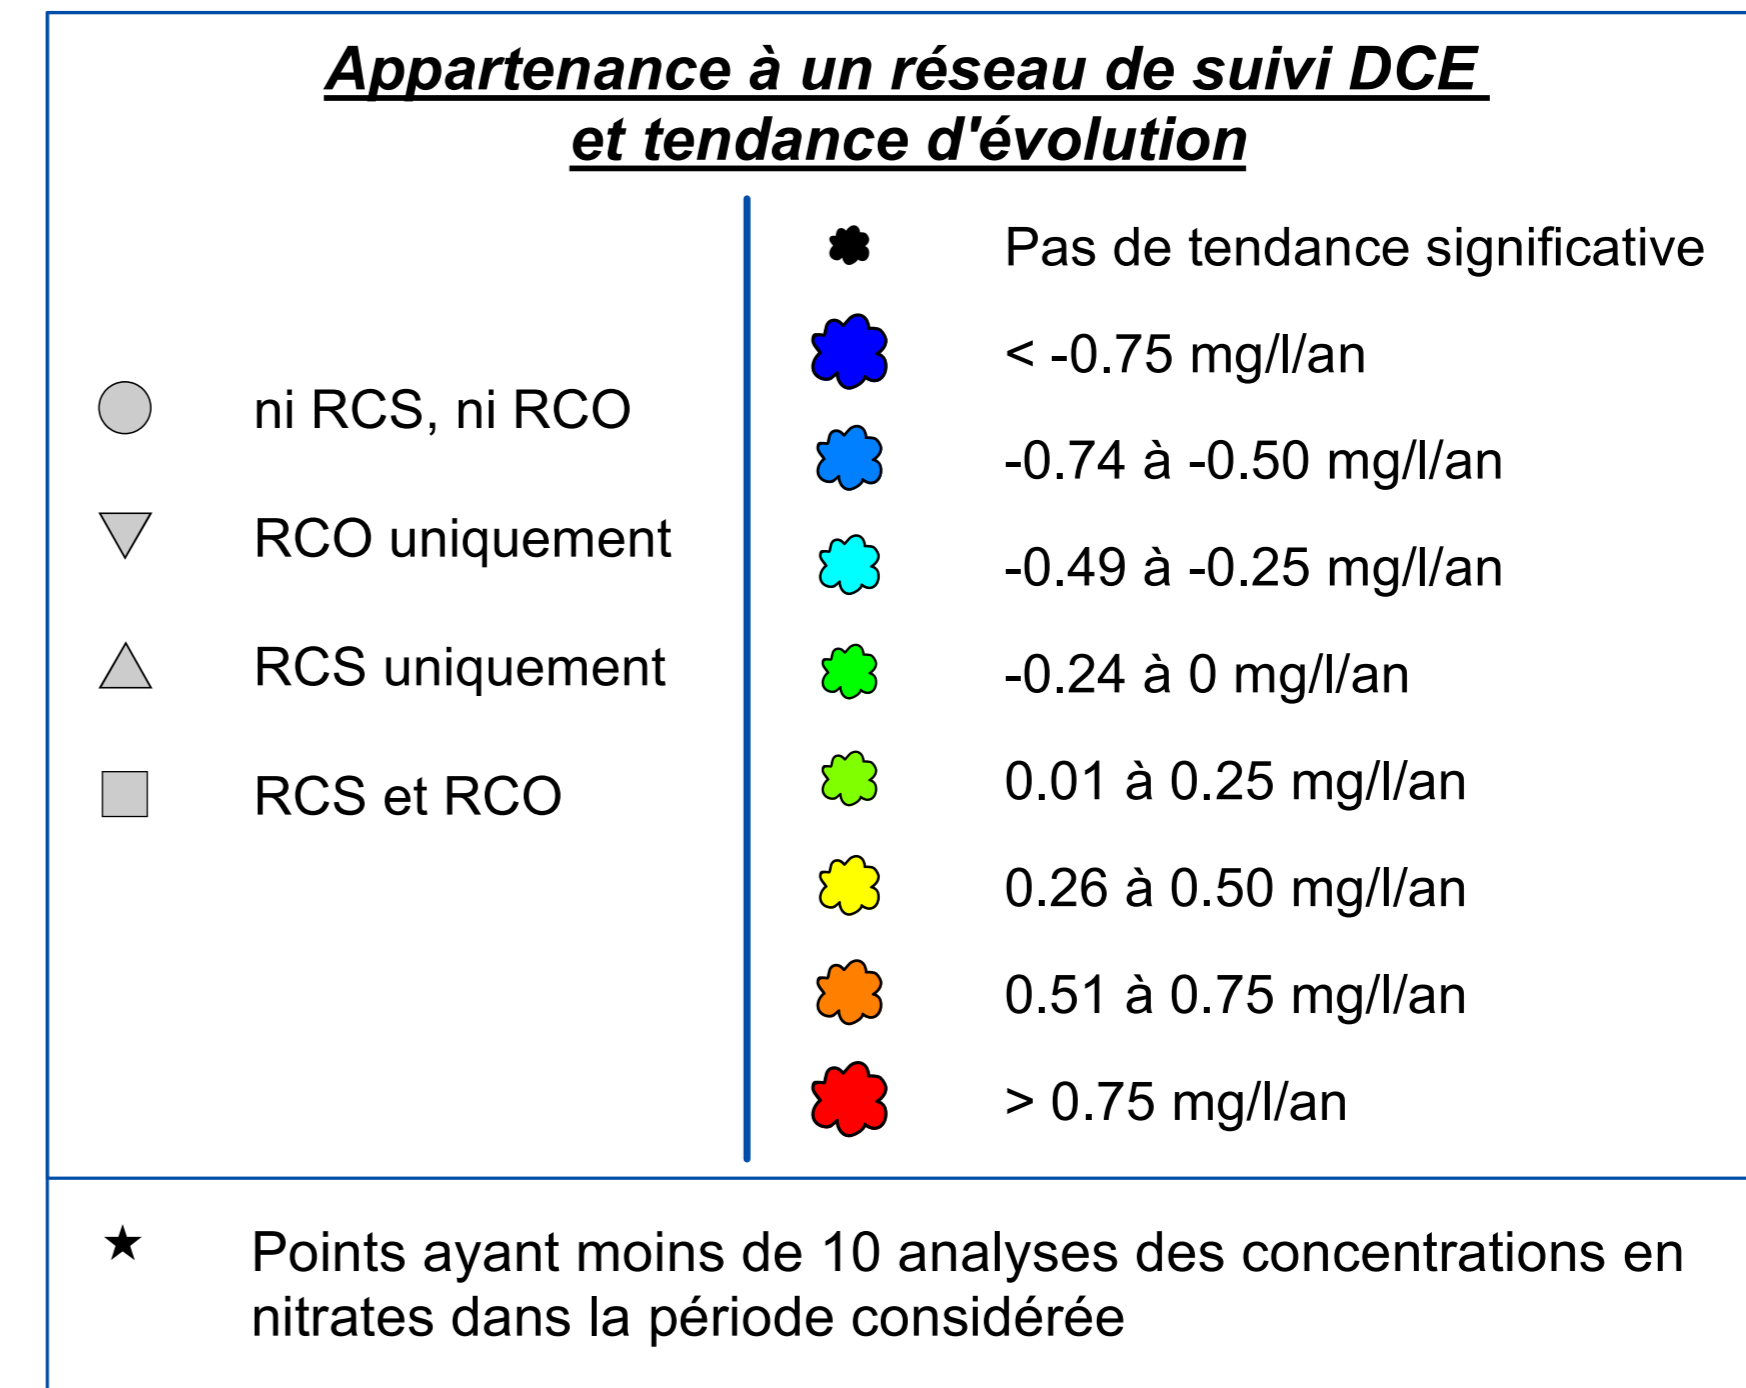 Appartenance à un réseau de suivi DCE
et tendance d'évolution
ni RCS, ni RCO
RCO uniquement
RCS uniquement
RCS et RCO
Pas de tendance significative
< -0.75 mg/l/an
-0.74 à -0.50 mg/l/an
-0.49 à -0.25 mg/l/an
-0.24 à 0 mg/l/an
0.01 à 0.25 mg/l/an
0.26 à 0.50 mg/l/an
0.51 à 0.75 mg/l/an
> 0.75 mg/l/an
Points ayant moins de 10 analyses des concentrations en
nitrates dans la période considérée